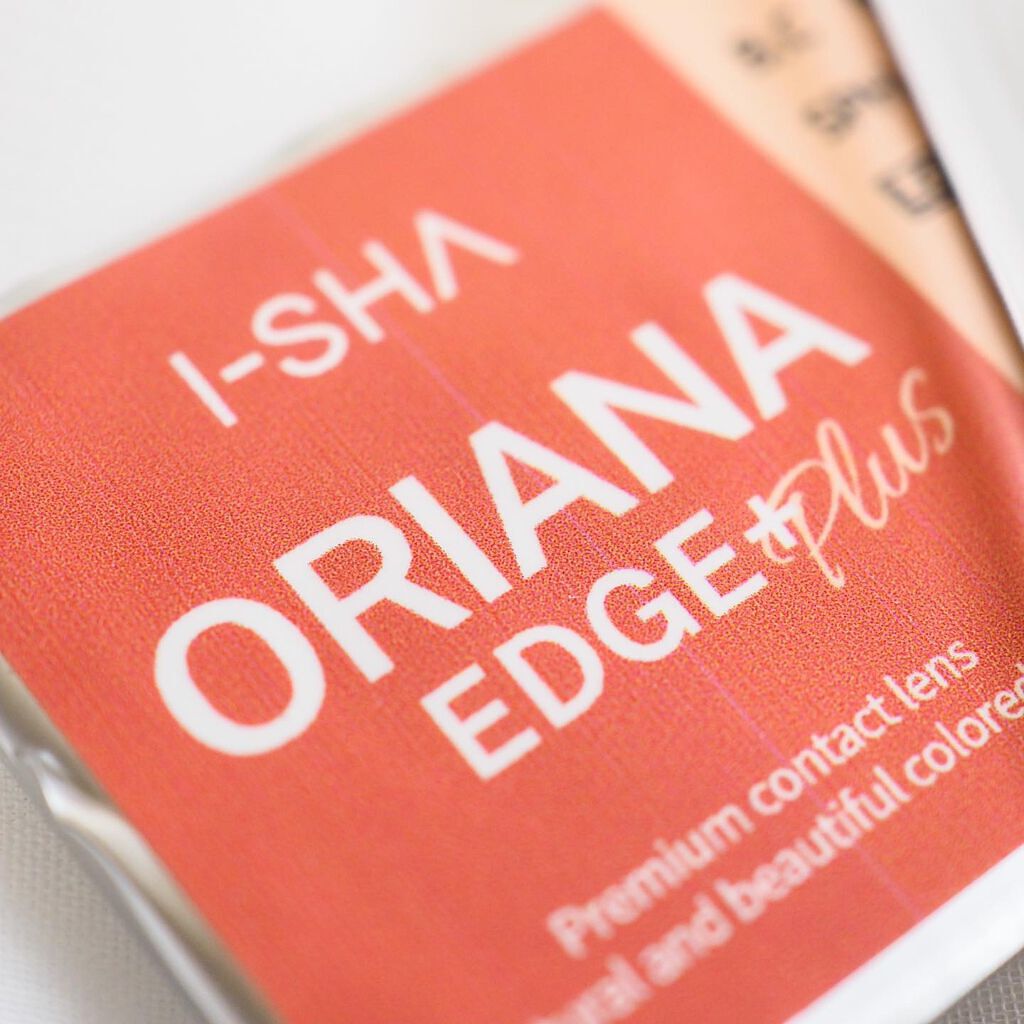 I-SHA
ORIANA
EDGE+ plus
Premium contact lens
and beautiful colored